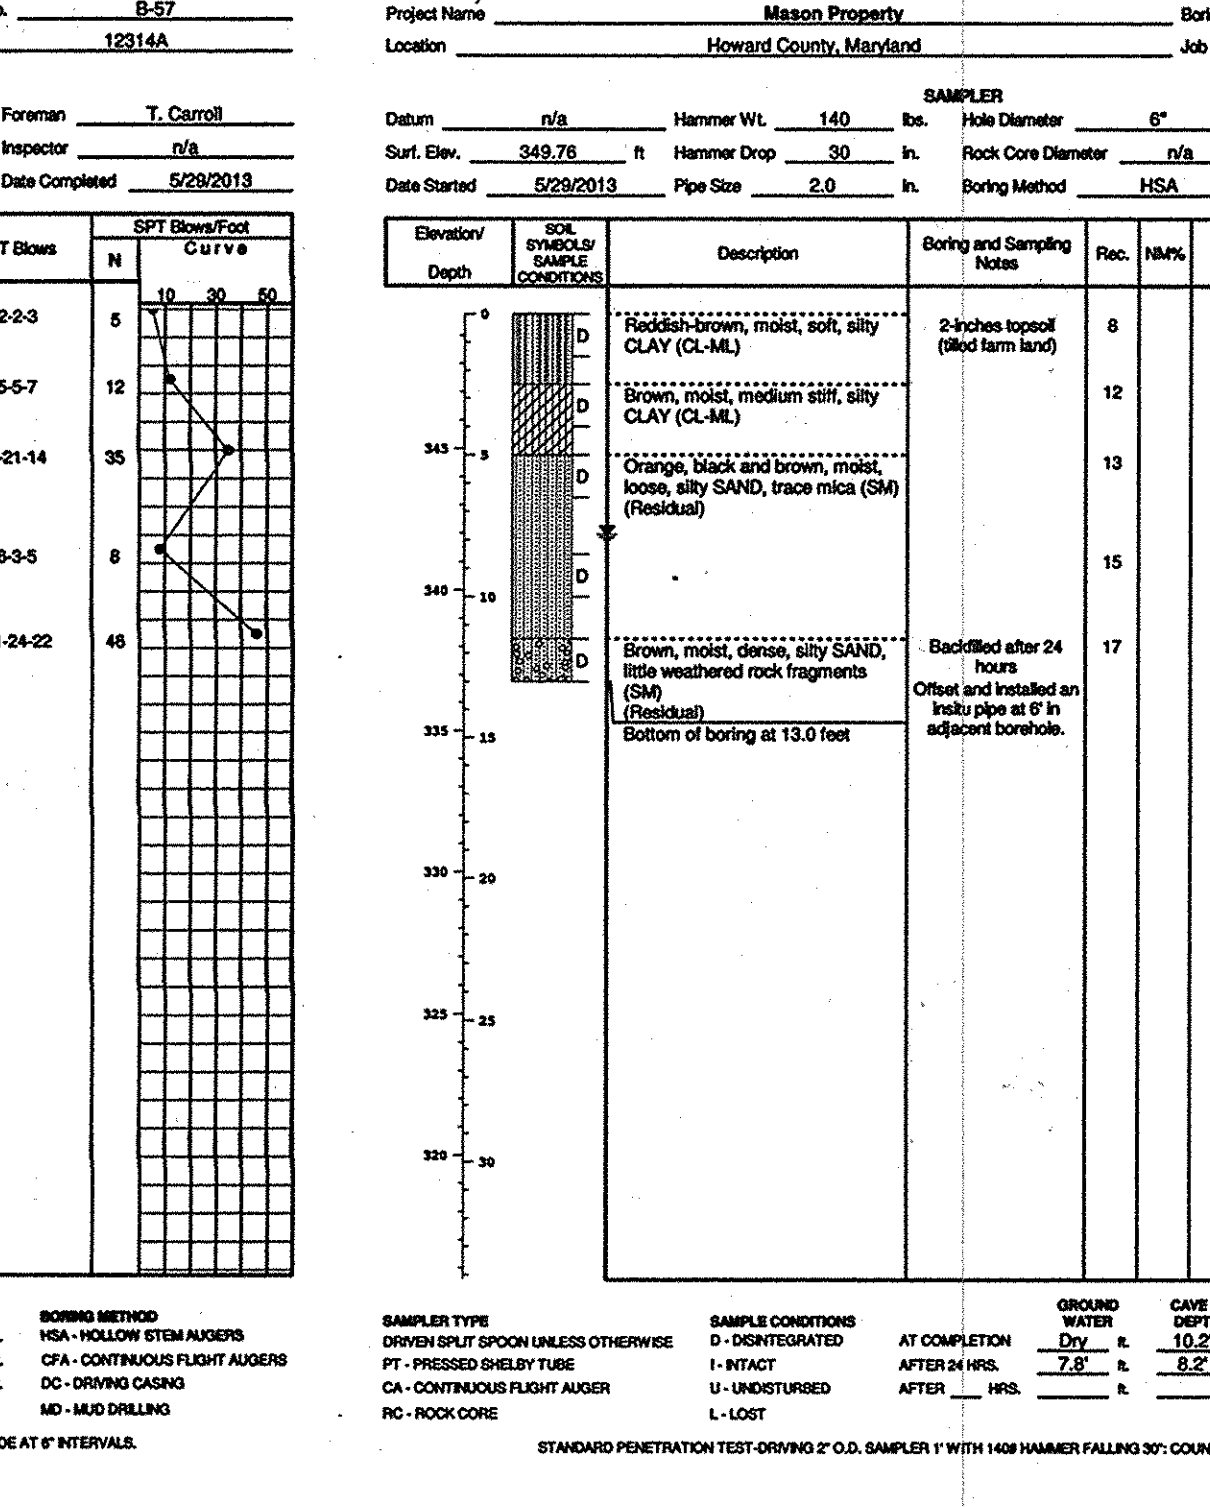 o. B-57
12314A
Foreman T. Carroll
Inspector n/a
Date Completed 5/29/2013
T Blows
SPT Blows/Foot
N
Curve
10 30 50
2-2-3 5
5-5-7 12
-21-14 35
3-5 8
-24-22 46
BORING METHOD
HSA - HOLLOW STEM AUGERS
CFA - CONTINUOUS FLIGHT AUGERS
DC - DRIVING CASING
MD - MUD DRILLING
DE AT 6" INTERVALS.
Project Name Mason Property Bori
Location Howard County, Maryland Job
SAMPLER
Datum n/a Hammer Wt. 140 lbs. Hole Diameter 6"
Surf. Elev. 349.76 ft Hammer Drop 30 in. Rock Core Diameter n/a
Date Started 5/29/2013 Pipe Size 2.0 in. Boring Method HSA
Elevation/
Depth
SOIL
SYMBOLS/
SAMPLE
CONDITIONS
Description
Boring and Sampling
Notes
Rec.
NM%
0
D
Reddish-brown, moist, soft, silty
CLAY (CL-ML)
2-inches topsoil
(tilled farm land)
8
D
Brown, moist, medium stiff, silty
CLAY (CL-ML)
12
345 5
D
Orange, black and brown, moist,
loose, silty SAND, trace mica (SM)
(Residual)
13
D
15
340 10
D
Brown, moist, dense, silty SAND,
little weathered rock fragments
(SM)
(Residual)
Backfilled after 24
hours
Offset and installed an
insitu pipe at 6' in
adjacent borehole.
17
335 15
Bottom of boring at 13.0 feet
330 20
325 25
320 30
SAMPLER TYPE
DRIVEN SPLIT SPOON UNLESS OTHERWISE
PT - PRESSED SHELBY TUBE
CA - CONTINUOUS FLIGHT AUGER
RC - ROCK CORE
SAMPLE CONDITIONS
D - DISINTEGRATED
I - INTACT
U - UNDISTURBED
L - LOST
GROUND
WATER
CAVE
DEPT
AT COMPLETION Dry ft. 10.2'
AFTER 24 HRS. 7.8' ft. 8.2'
AFTER ___ HRS. ft.
STANDARD PENETRATION TEST-DRIVING 2" O.D. SAMPLER 1' WITH 140# HAMMER FALLING 30": COUN